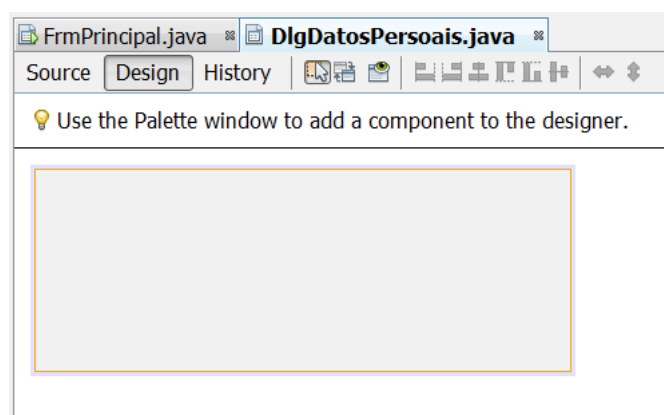 FrmPrincipal.java DlgDatosPersoais.java
Source Design History
Use the Palette window to add a component to the designer.